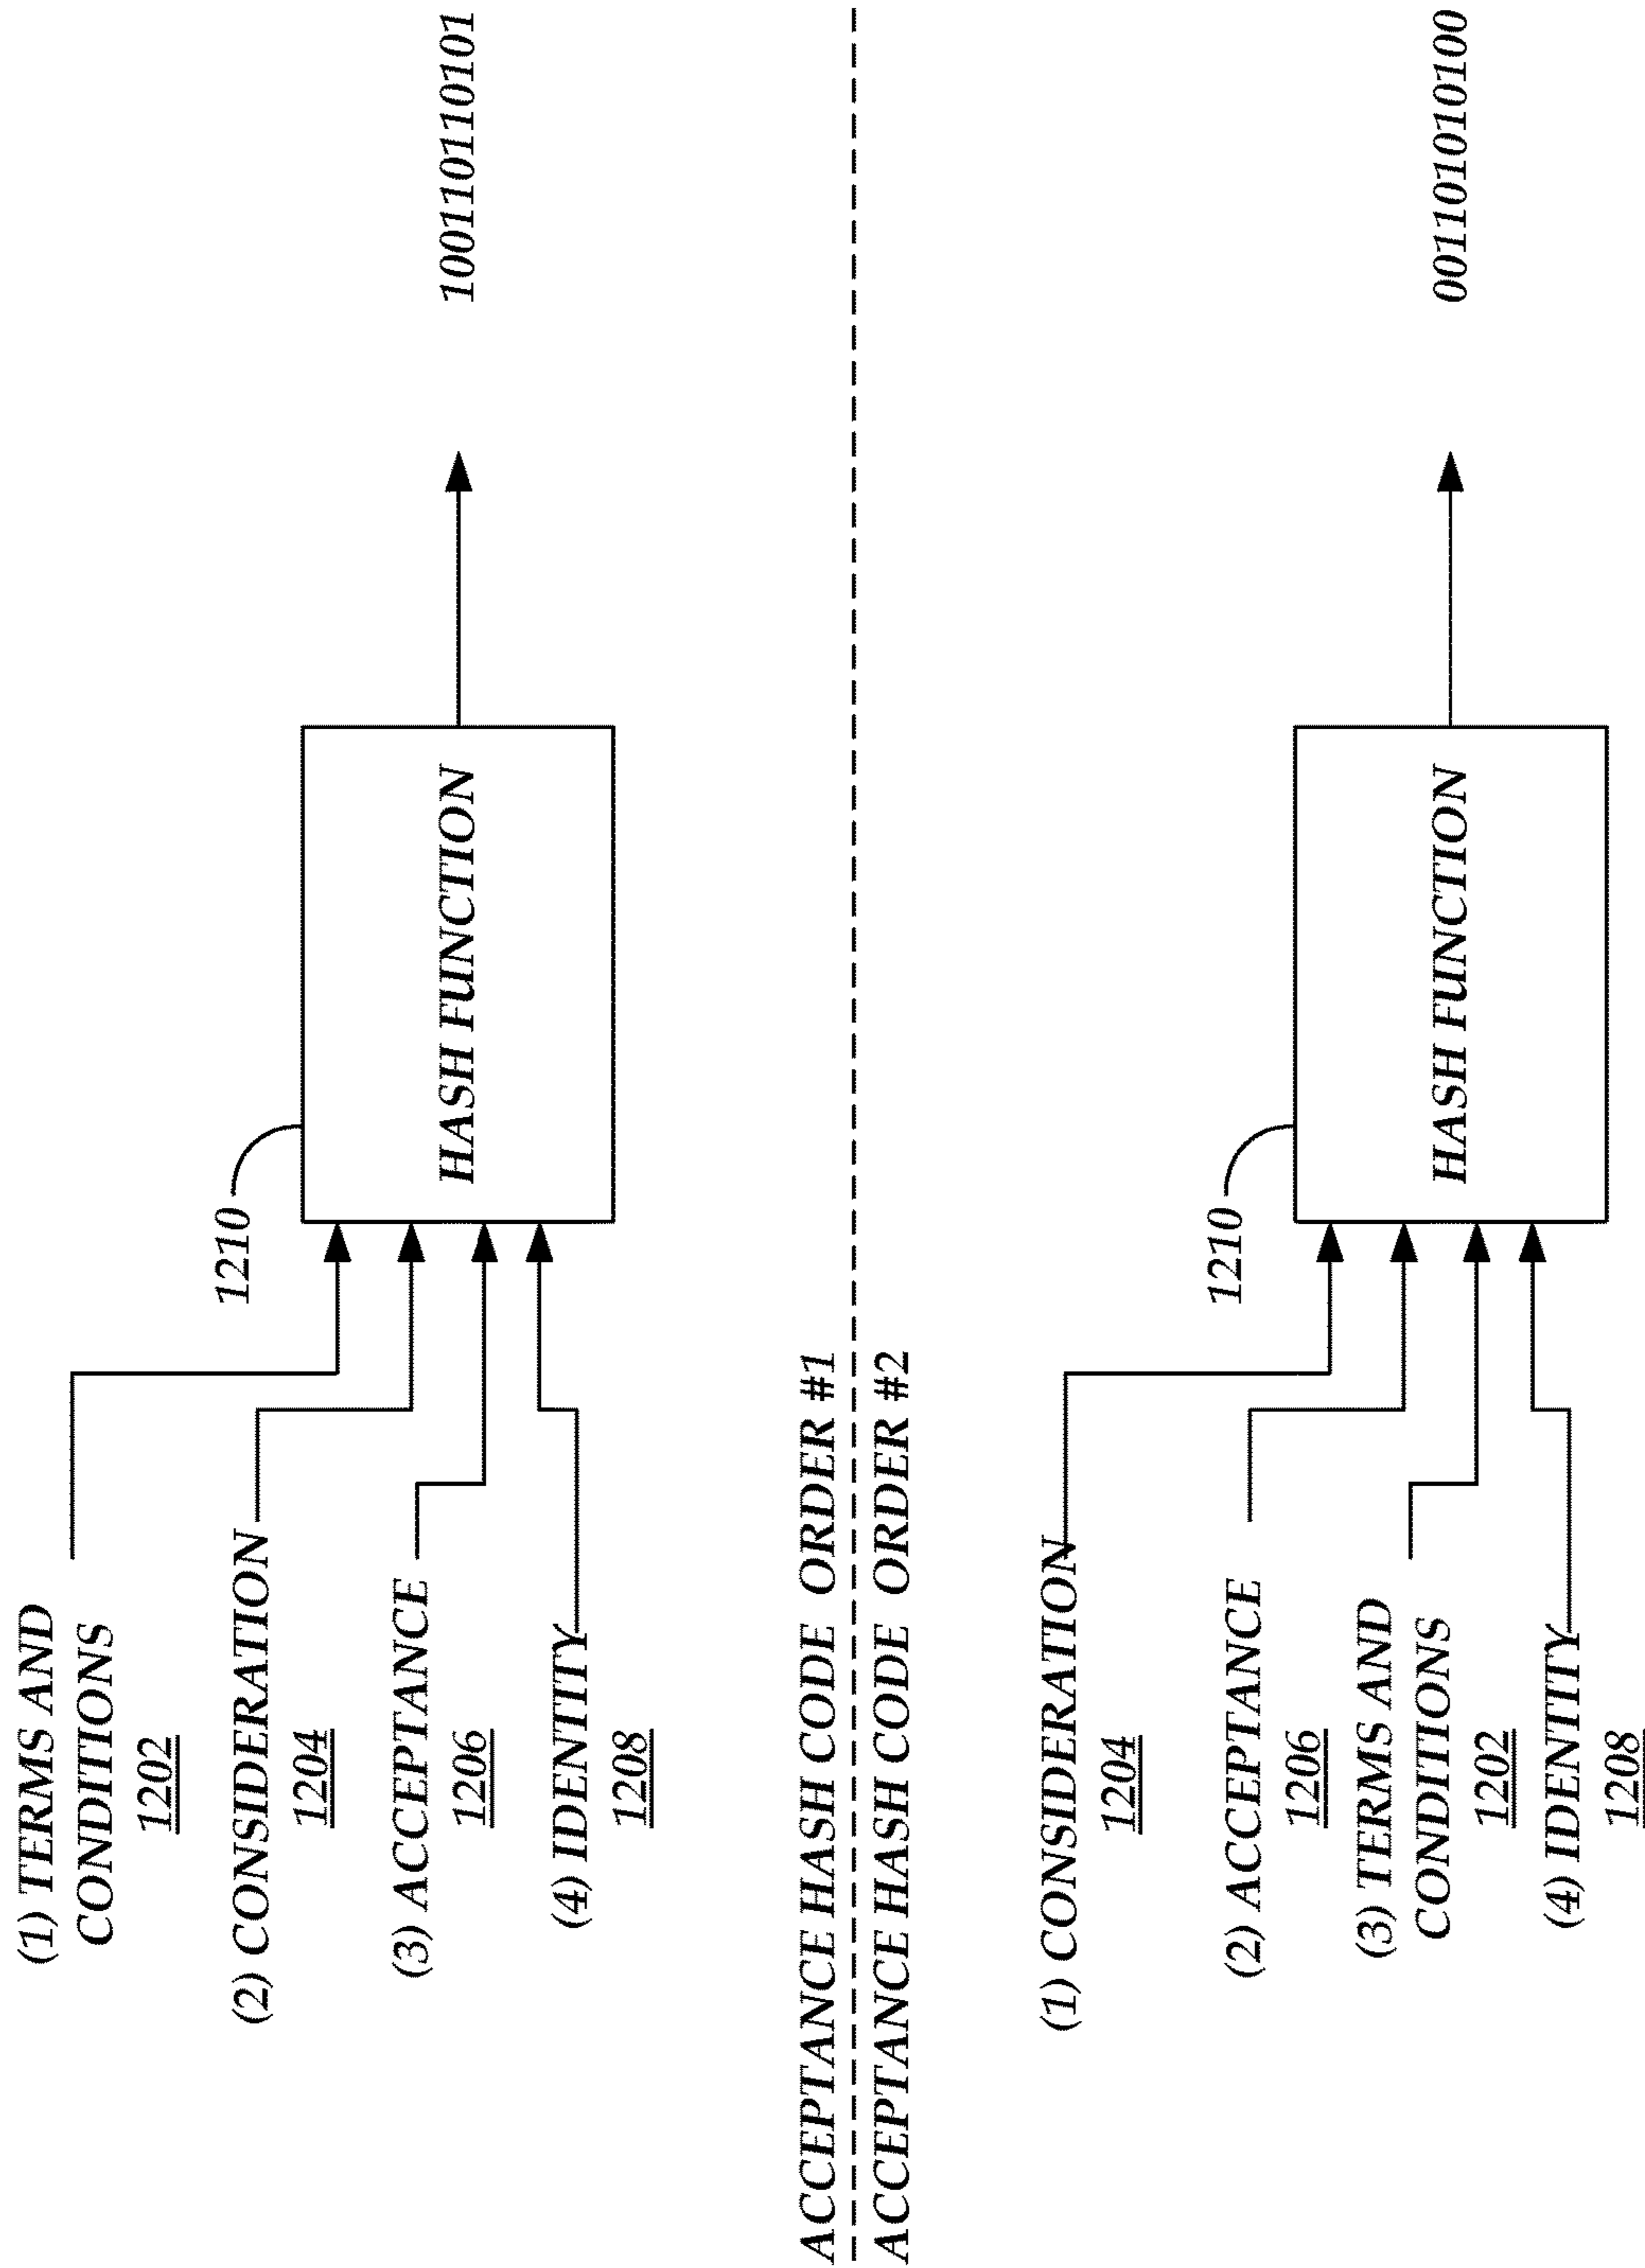 (1) TERMS AND
CONDITIONS
1202
(2) CONSIDERATION
1204
(3) ACCEPTANCE
1206
(4) IDENTITY
1208
1210
HASH FUNCTION
100110110101
ACCEPTANCE HASH CODE ORDER #1
ACCEPTANCE HASH CODE ORDER #2
(1) CONSIDERATION
1204
(2) ACCEPTANCE
1206
(3) TERMS AND
CONDITIONS
1202
(4) IDENTITY
1208
1210
HASH FUNCTION
001101010100